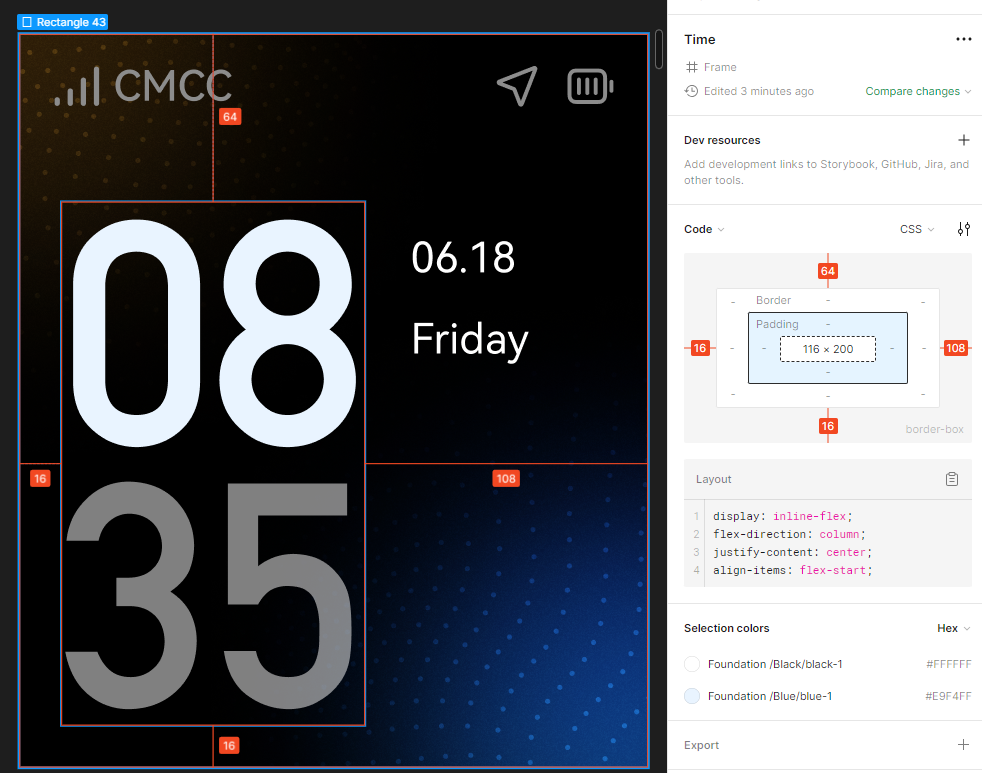 Rectangle 43
CMCC
64
08
06.18
Friday
16
108
35
16
Time
Frame
Edited 3 minutes ago
Compare changes
Dev resources
Add development links to Storybook, GitHub, Jira, and
other tools.
Code
CSS
64
- Border - -
Padding -
16 - - 116 × 200 - - 108
-
- - -
16
border-box
Layout
1 display: inline-flex;
2 flex-direction: column;
3 justify-content: center;
4 align-items: flex-start;
Selection colors
Hex
Foundation /Black/black-1
#FFFFFF
Foundation /Blue/blue-1
#E9F4FF
Export